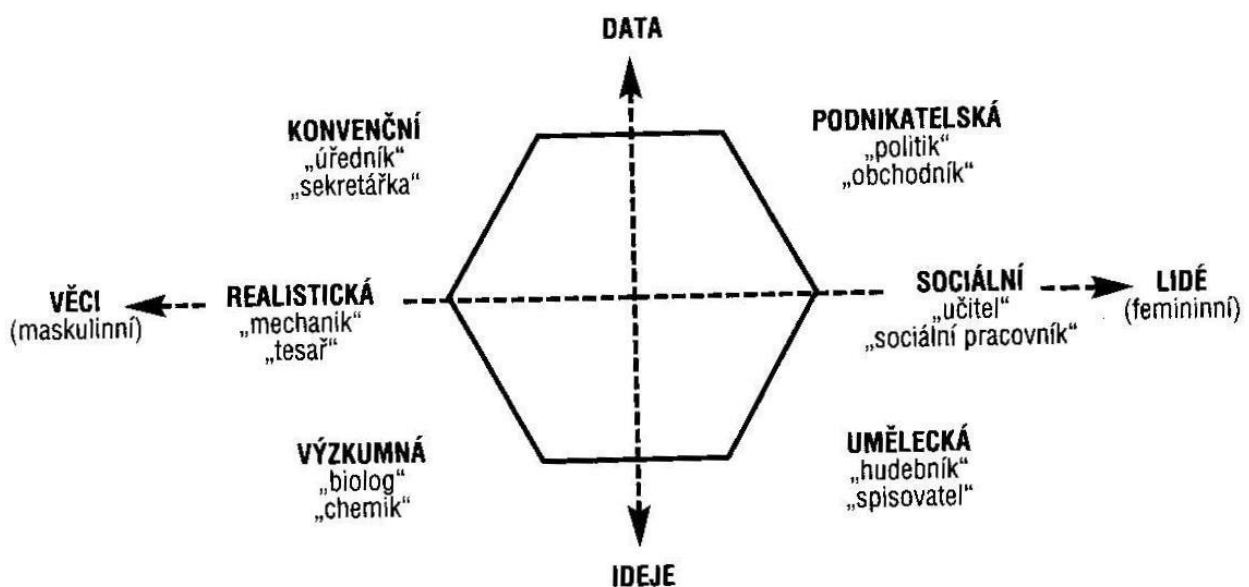 DATA
KONVENČNÍ
„úředník“
„sekretářka“
PODNIKATELSKÁ
„politik“
„obchodník“
VĚCI
(maskulinní)
REALISTICKÁ
„mechanik“
„tesař“
SOCIÁLNÍ
„učitel“
„sociální pracovník“
LIDÉ
(femininní)
VÝZKUMNÁ
„biolog“
„chemik“
UMĚLECKÁ
„hudebník“
„spisovatel“
IDEJE